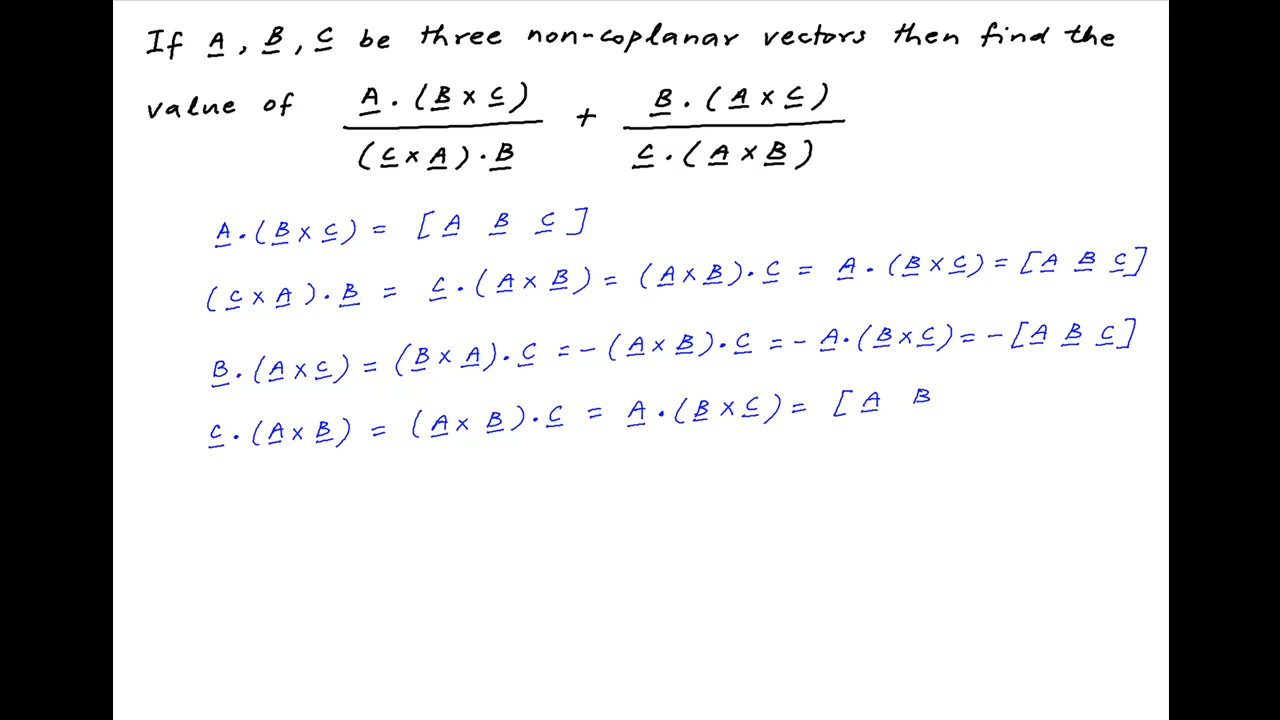 If A, B, C be three non-coplanar vectors then find the
value of A · (B × C) / (C × A) · B + B · (A × C) / C · (A × B)
A · (B × C) = [A B C]
(C × A) · B = C · (A × B) = (A × B) · C = A · (B × C) = [A B C]
B · (A × C) = (B × A) · C = -(A × B) · C = -A · (B × C) = -[A B C]
C · (A × B) = (A × B) · C = A · (B × C) = [A B